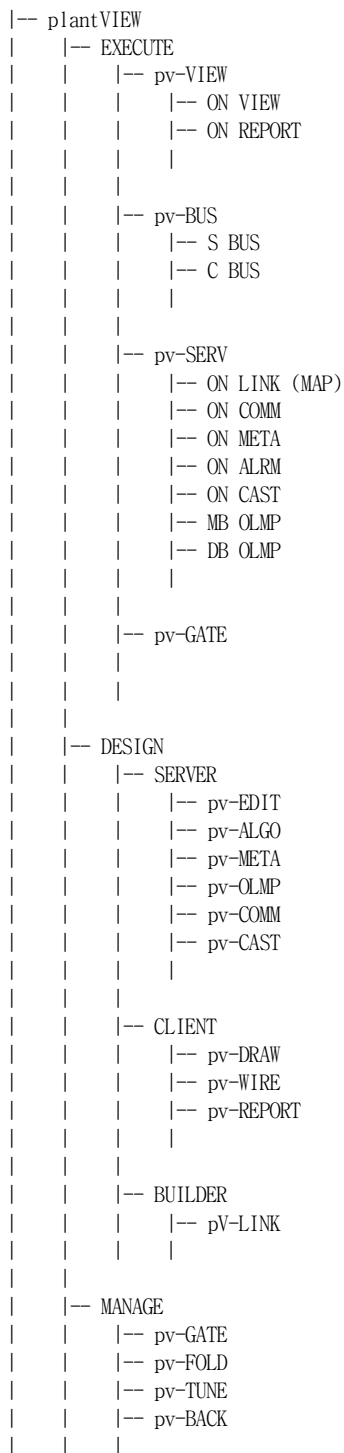 |-- plantVIEW
|   |-- EXECUTE
|   |   |-- pv-VIEW
|   |   |   |-- ON VIEW
|   |   |   |-- ON REPORT
|   |   |   |
|   |   |
|   |   |-- pv-BUS
|   |   |   |-- S BUS
|   |   |   |-- C BUS
|   |   |   |
|   |   |
|   |   |-- pv-SERV
|   |   |   |-- ON LINK (MAP)
|   |   |   |-- ON COMM
|   |   |   |-- ON META
|   |   |   |-- ON ALRM
|   |   |   |-- ON CAST
|   |   |   |-- MB OLMP
|   |   |   |-- DB OLMP
|   |   |   |
|   |   |
|   |   |-- pv-GATE
|   |   |
|   |   |
|   |
|   |-- DESIGN
|   |   |-- SERVER
|   |   |   |-- pv-EDIT
|   |   |   |-- pv-ALGO
|   |   |   |-- pv-META
|   |   |   |-- pv-OLMP
|   |   |   |-- pv-COMM
|   |   |   |-- pv-CAST
|   |   |   |
|   |   |
|   |   |-- CLIENT
|   |   |   |-- pv-DRAW
|   |   |   |-- pv-WIRE
|   |   |   |-- pv-REPORT
|   |   |   |
|   |   |
|   |   |-- BUILDER
|   |   |   |-- pV-LINK
|   |   |   |
|   |
|   |-- MANAGE
|   |   |-- pv-GATE
|   |   |-- pv-FOLD
|   |   |-- pv-TUNE
|   |   |-- pv-BACK
|   |   |